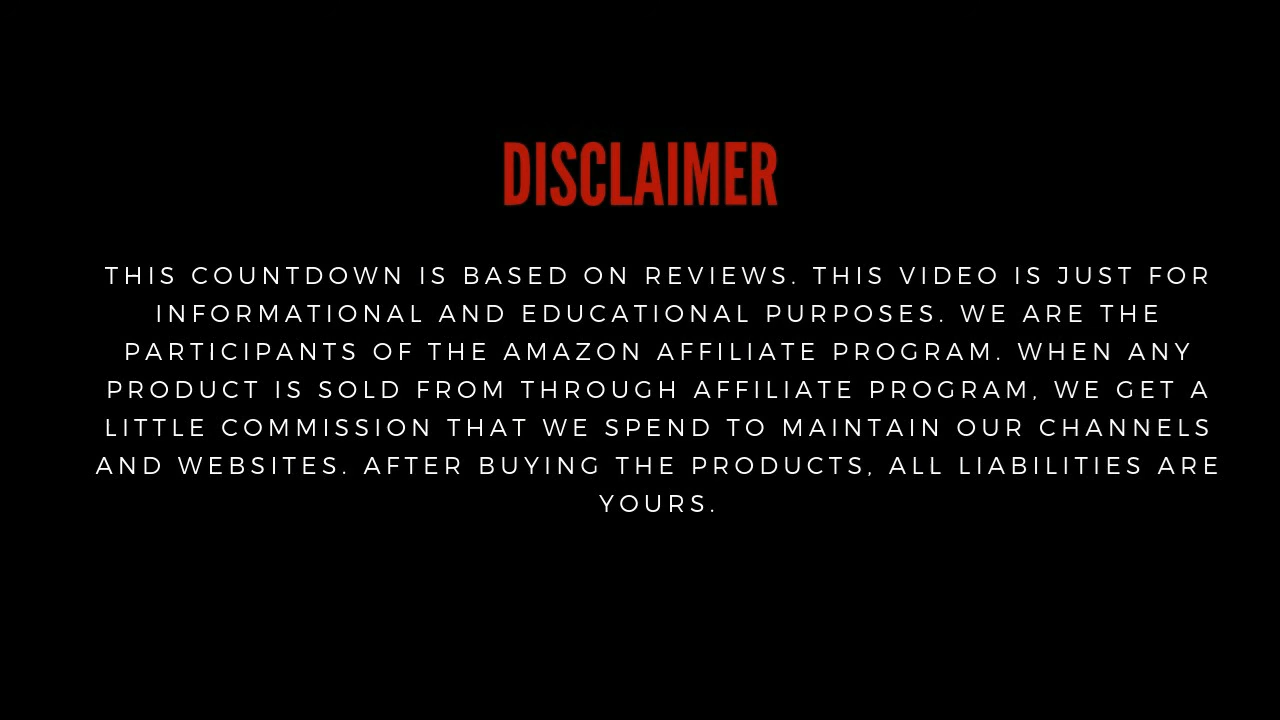 DISCLAIMER
THIS COUNTDOWN IS BASED ON REVIEWS. THIS VIDEO IS JUST FOR
INFORMATIONAL AND EDUCATIONAL PURPOSES. WE ARE THE
PARTICIPANTS OF THE AMAZON AFFILIATE PROGRAM. WHEN ANY
PRODUCT IS SOLD FROM THROUGH AFFILIATE PROGRAM, WE GET A
LITTLE COMMISSION THAT WE SPEND TO MAINTAIN OUR CHANNELS
AND WEBSITES. AFTER BUYING THE PRODUCTS, ALL LIABILITIES ARE
YOURS.